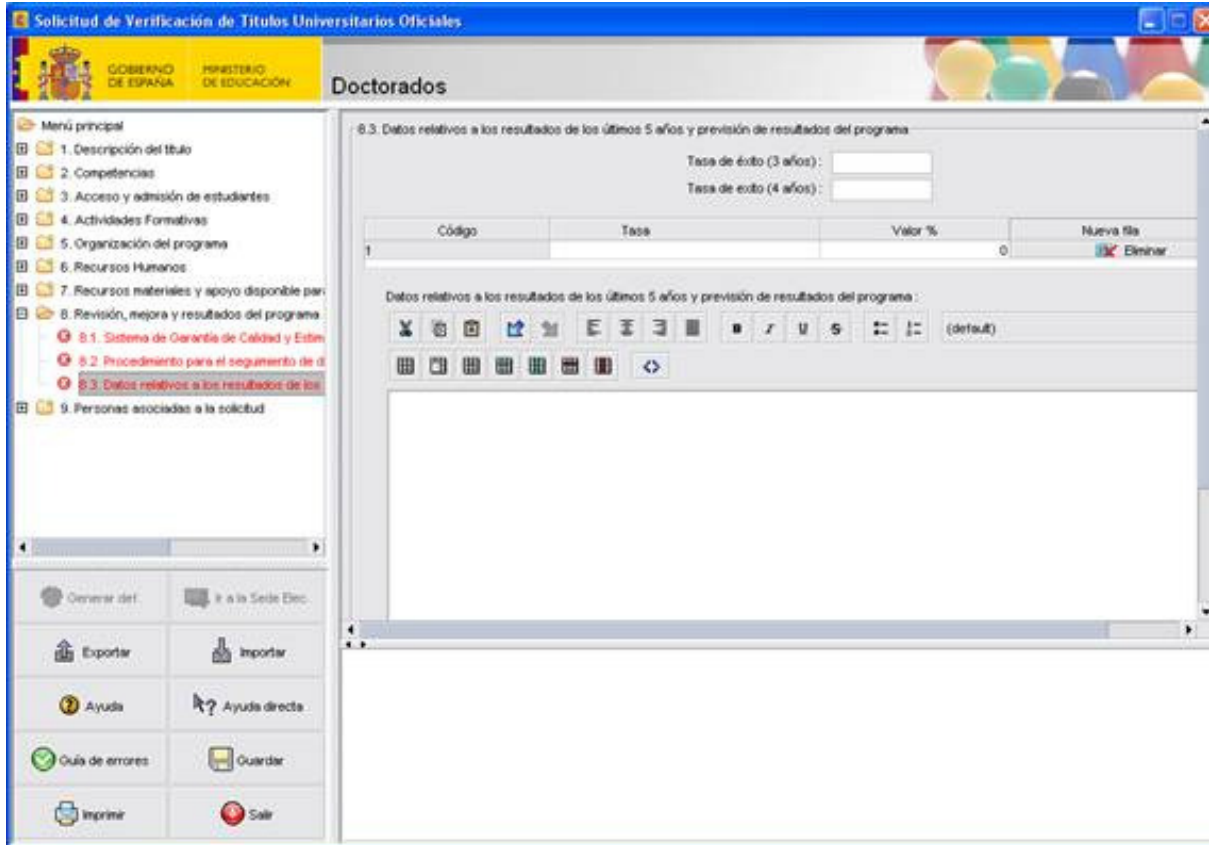 Solicitud de Verificación de Títulos Universitarios Oficiales
GOBIERNO DE ESPAÑA
MINISTERIO DE EDUCACIÓN
Doctorados
Menú principal
1. Descripción del título
2. Competencias
3. Acceso y admisión de estudiantes
4. Actividades Formativas
5. Organización del programa
6. Recursos Humanos
7. Recursos materiales y apoyo disponible para
8. Revisión, mejora y resultados del programa
8.1. Sistema de Garantía de Calidad y Estim
8.2 Procedimiento para el seguimiento de d
8.3. Datos relativos a los resultados de los
9. Personas asociadas a la solicitud
Generar def.
Ir a la Sede Elec.
Exportar
Importar
Ayuda
Ayuda directa
Guía de errores
Guardar
Imprimir
Salir
8.3. Datos relativos a los resultados de los últimos 5 años y previsión de resultados del programa
Tasa de éxito (3 años) :
Tasa de exito (4 años) :
Código Tasa Valor % Nueva fila
1 0 Eliminar
Datos relativos a los resultados de los últimos 5 años y previsión de resultados del programa :
B I U S (default)